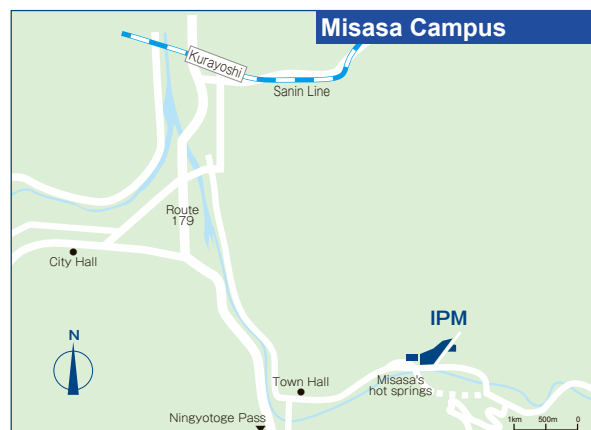 Misasa Campus
Kurayoshi
Sanin Line
Route
179
City Hall
IPM
N
Town Hall
Misasa's
hot springs
Ningyotoge Pass
1km 500m 0